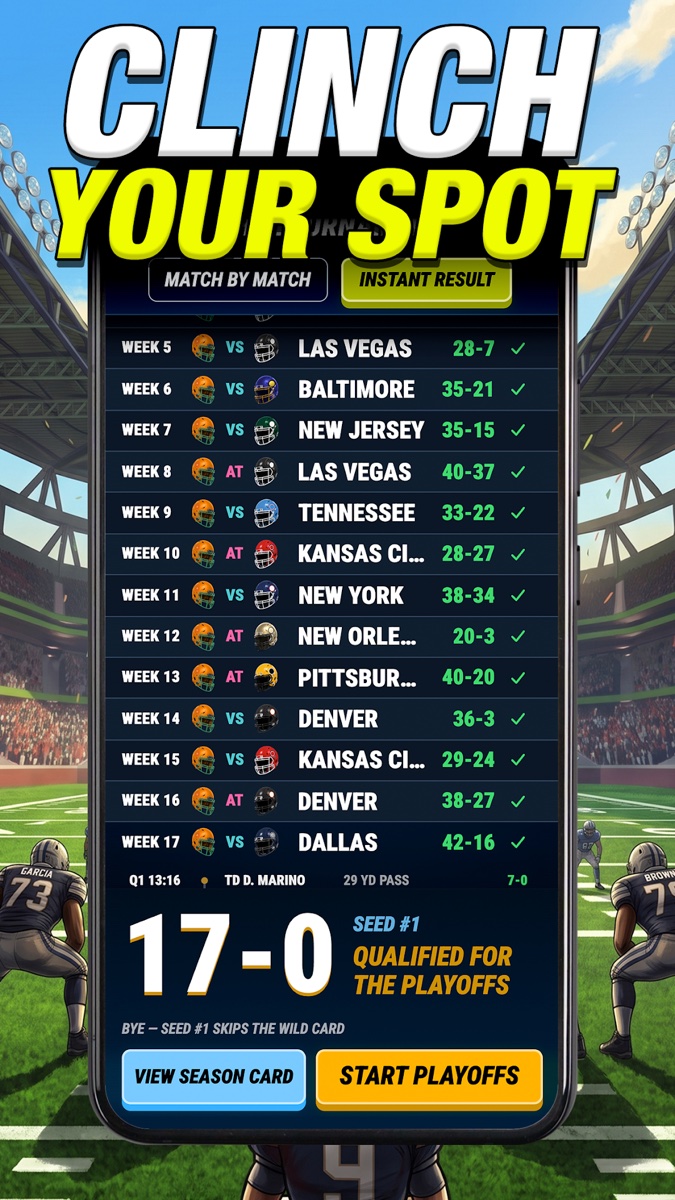 CLINCH
YOUR SPOT
MATCH BY MATCH INSTANT RESULT
WEEK 5 VS LAS VEGAS 28-7
WEEK 6 VS BALTIMORE 35-21
WEEK 7 VS NEW JERSEY 35-15
WEEK 8 AT LAS VEGAS 40-37
WEEK 9 VS TENNESSEE 33-22
WEEK 10 AT KANSAS CI... 28-27
WEEK 11 VS NEW YORK 38-34
WEEK 12 AT NEW ORLE... 20-3
WEEK 13 AT PITTSBUR... 40-20
WEEK 14 VS DENVER 36-3
WEEK 15 VS KANSAS CI... 29-24
WEEK 16 AT DENVER 38-27
WEEK 17 VS DALLAS 42-16
Q1 13:16 TD D. MARINO 29 YD PASS 7-0
GARCIA
73
BROWN
17-0
SEED #1
QUALIFIED FOR
THE PLAYOFFS
BYE – SEED #1 SKIPS THE WILD CARD
VIEW SEASON CARD START PLAYOFFS